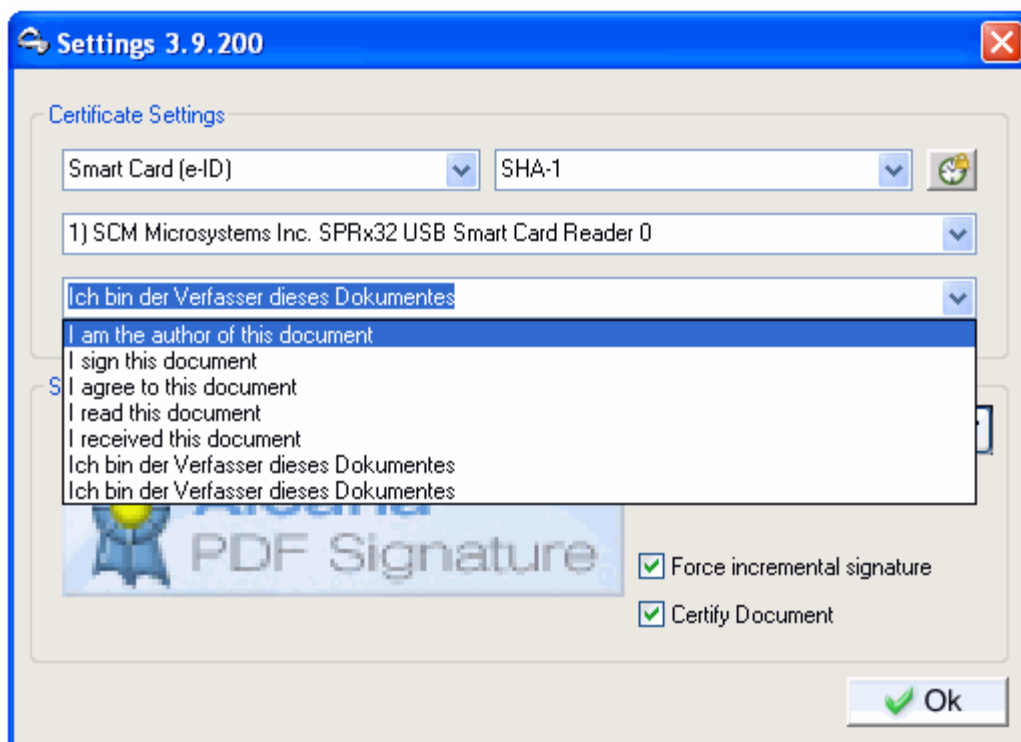 Settings 3.9.200
Certificate Settings
Smart Card (e-ID) SHA-1
1) SCM Microsystems Inc. SPRx32 USB Smart Card Reader 0
Ich bin der Verfasser dieses Dokumentes
I am the author of this document
I sign this document
I agree to this document
I read this document
I received this document
Ich bin der Verfasser dieses Dokumentes
Ich bin der Verfasser dieses Dokumentes
PDF Signature
Force incremental signature
Certify Document
Ok